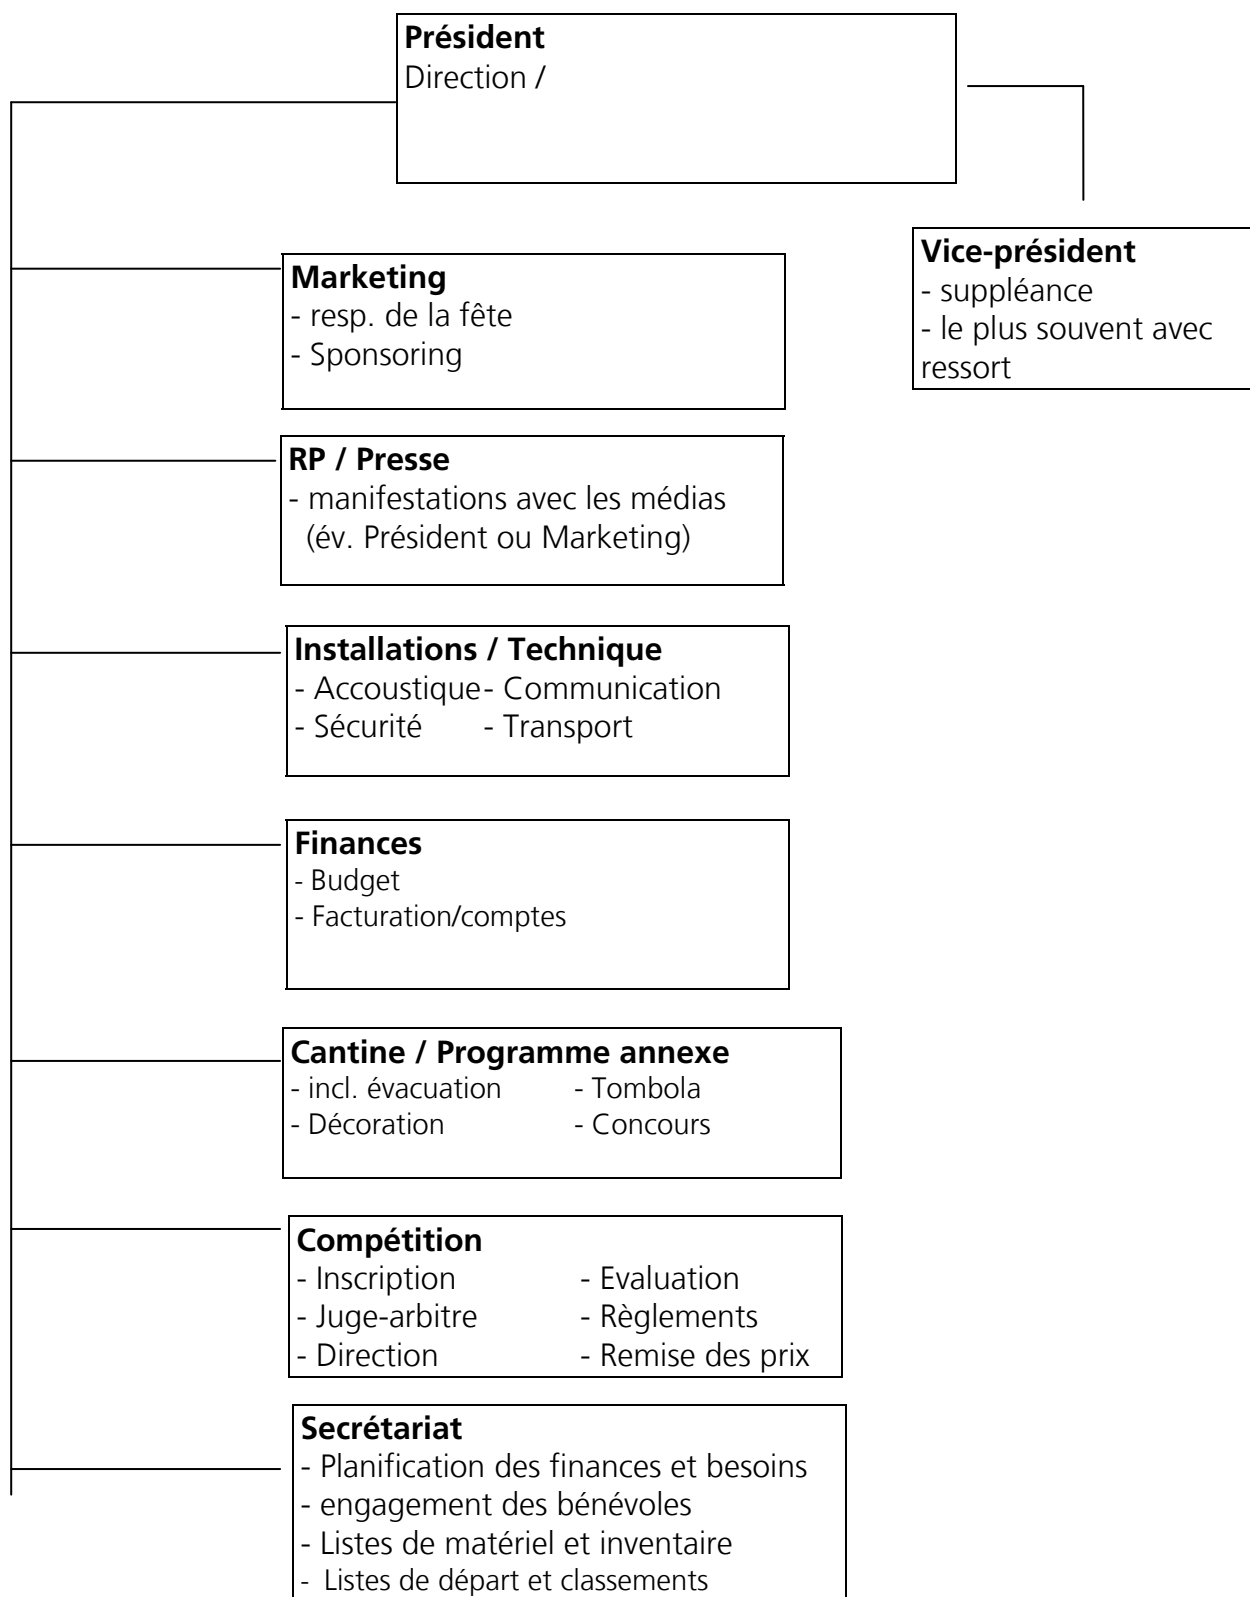 Président
Direction /
Vice-président
- suppléance
- le plus souvent avec
ressort
Marketing
- resp. de la fête
- Sponsoring
RP / Presse
- manifestations avec les médias
(év. Président ou Marketing)
Installations / Technique
- Accoustique - Communication
- Sécurité - Transport
Finances
- Budget
- Facturation/comptes
Cantine / Programme annexe
- incl. évacuation - Tombola
- Décoration - Concours
Compétition
- Inscription - Evaluation
- Juge-arbitre - Règlements
- Direction - Remise des prix
Secrétariat
- Planification des finances et besoins
- engagement des bénévoles
- Listes de matériel et inventaire
- Listes de départ et classements